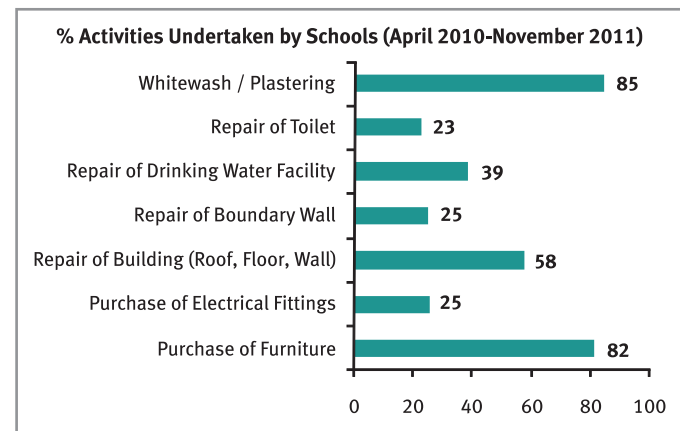 % Activities Undertaken by Schools (April 2010-November 2011)
Whitewash / Plastering 85
Repair of Toilet 23
Repair of Drinking Water Facility 39
Repair of Boundary Wall 25
Repair of Building (Roof, Floor, Wall) 58
Purchase of Electrical Fittings 25
Purchase of Furniture 82
0 20 40 60 80 100